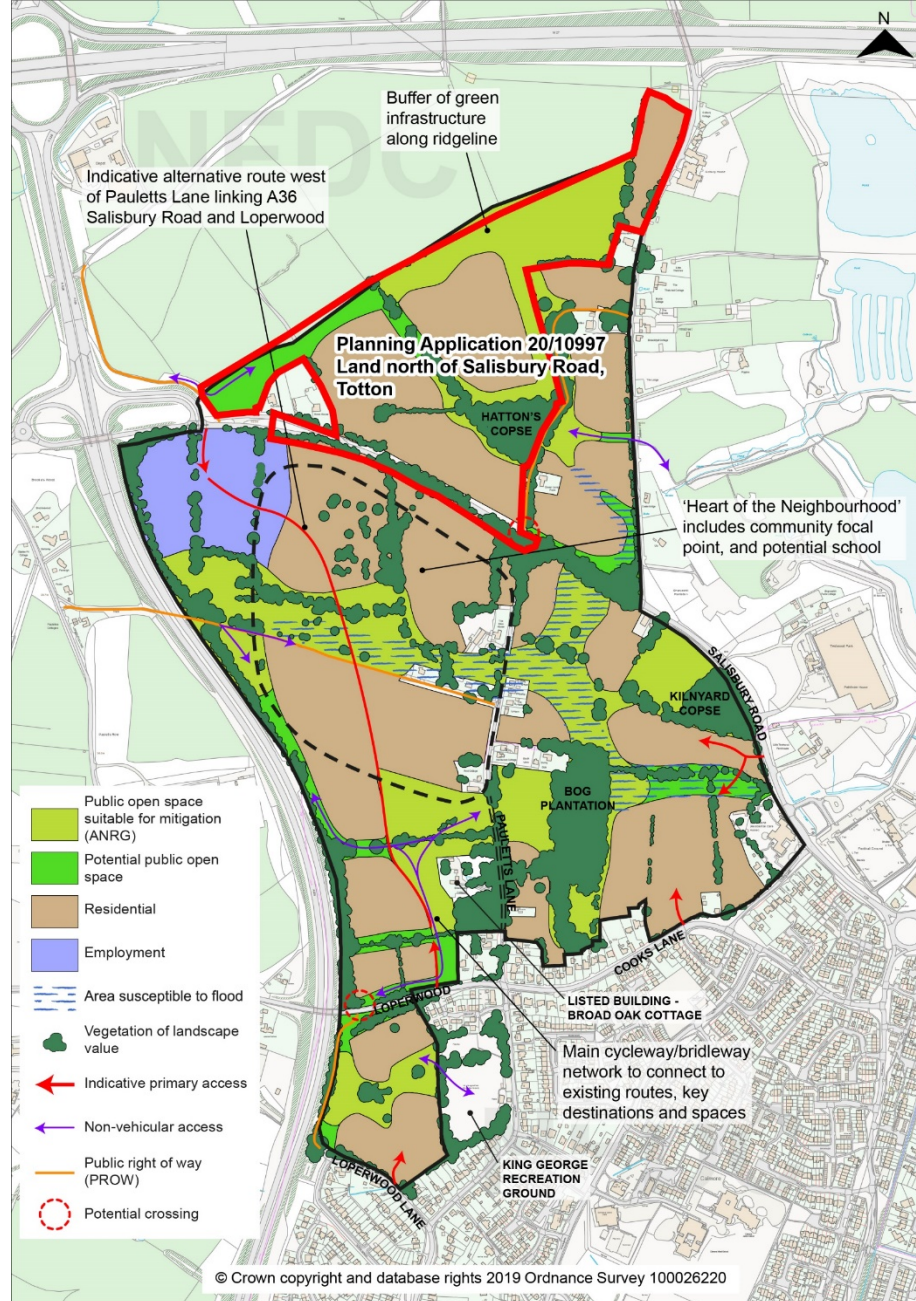 N
NFDC
Buffer of green
infrastructure
along ridgeline
Indicative alternative route west
of Pauletts Lane linking A36
Salisbury Road and Loperwood
Planning Application 20/10997
Land north of Salisbury Road,
Totton
HATTON'S
COPSE
'Heart of the Neighbourhood'
includes community focal
point, and potential school
SALISBURY ROAD
KILNYARD
COPSE
BOG
PLANTATION
PAULETTS LANE
COOKS LANE
LOPERWOOD
LISTED BUILDING -
BROAD OAK COTTAGE
Main cycleway/bridleway
network to connect to
existing routes, key
destinations and spaces
KING GEORGE
RECREATION
GROUND
LOPERWOOD LANE
Public open space
suitable for mitigation
(ANRG)
Potential public open
space
Residential
Employment
Area susceptible to flood
Vegetation of landscape
value
Indicative primary access
Non-vehicular access
Public right of way
(PROW)
Potential crossing
© Crown copyright and database rights 2019 Ordnance Survey 100026220